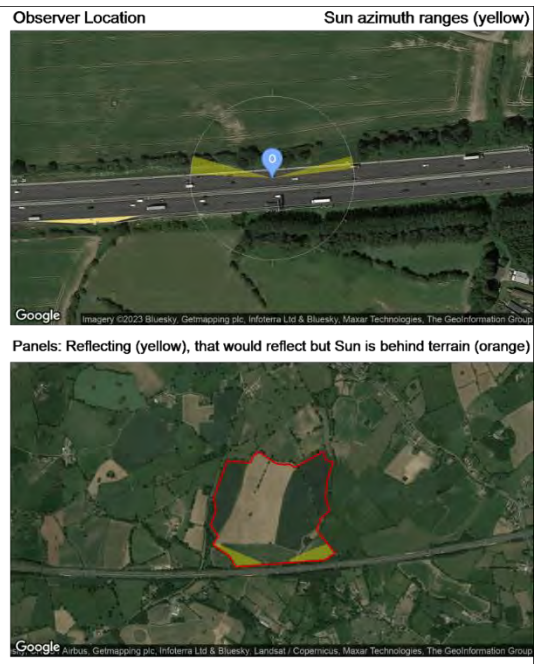 Observer Location Sun azimuth ranges (yellow)
0
Google Imagery ©2023 Bluesky, Getmapping plc, Infoterra Ltd & Bluesky, Maxar Technologies, The GeoInformation Group
Panels: Reflecting (yellow), that would reflect but Sun is behind terrain (orange)
Google Airbus, Getmapping plc, Infoterra Ltd & Bluesky, Landsat / Copernicus, Maxar Technologies, The GeoInformation Group